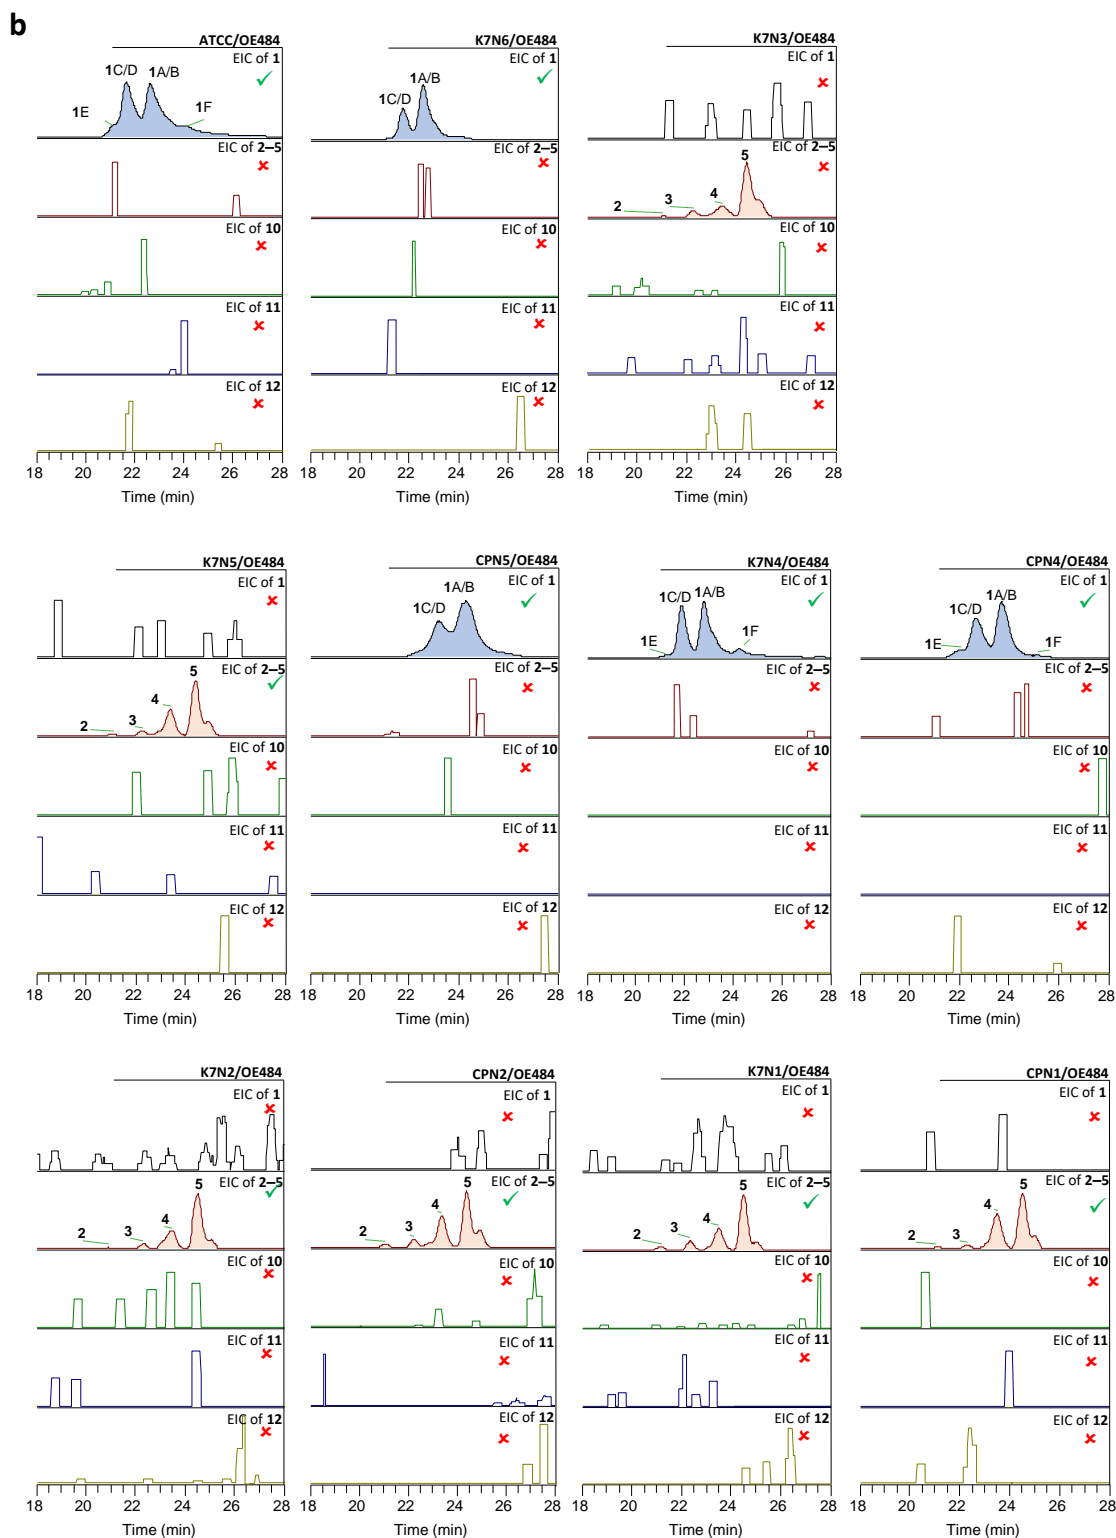 b
ATCC/OE484
EIC of 1
1C/D
1A/B
1E
1F
EIC of 2–5
EIC of 10
EIC of 11
EIC of 12
18 20 22 24 26 28
Time (min)
K7N6/OE484
EIC of 1
1A/B
1C/D
EIC of 2–5
EIC of 10
EIC of 11
EIC of 12
18 20 22 24 26 28
Time (min)
K7N3/OE484
EIC of 1
EIC of 2–5
5
4
3
2
EIC of 10
EIC of 11
EIC of 12
18 20 22 24 26 28
Time (min)
K7N5/OE484
EIC of 1
EIC of 2–5
5
4
3
2
EIC of 10
EIC of 11
EIC of 12
18 20 22 24 26 28
Time (min)
CPN5/OE484
EIC of 1
1A/B
1C/D
EIC of 2–5
EIC of 10
EIC of 11
EIC of 12
18 20 22 24 26 28
Time (min)
K7N4/OE484
EIC of 1
1C/D
1A/B
1E
1F
EIC of 2–5
EIC of 10
EIC of 11
EIC of 12
18 20 22 24 26 28
Time (min)
CPN4/OE484
EIC of 1
1A/B
1C/D
1E
1F
EIC of 2–5
EIC of 10
EIC of 11
EIC of 12
18 20 22 24 26 28
Time (min)
K7N2/OE484
EIC of 1
EIC of 2–5
5
4
3
2
EIC of 10
EIC of 11
EIC of 12
18 20 22 24 26 28
Time (min)
CPN2/OE484
EIC of 1
EIC of 2–5
5
4
3
2
EIC of 10
EIC of 11
EIC of 12
18 20 22 24 26 28
Time (min)
K7N1/OE484
EIC of 1
EIC of 2–5
5
4
3
2
EIC of 10
EIC of 11
EIC of 12
18 20 22 24 26 28
Time (min)
CPN1/OE484
EIC of 1
EIC of 2–5
5
4
3
2
EIC of 10
EIC of 11
EIC of 12
18 20 22 24 26 28
Time (min)